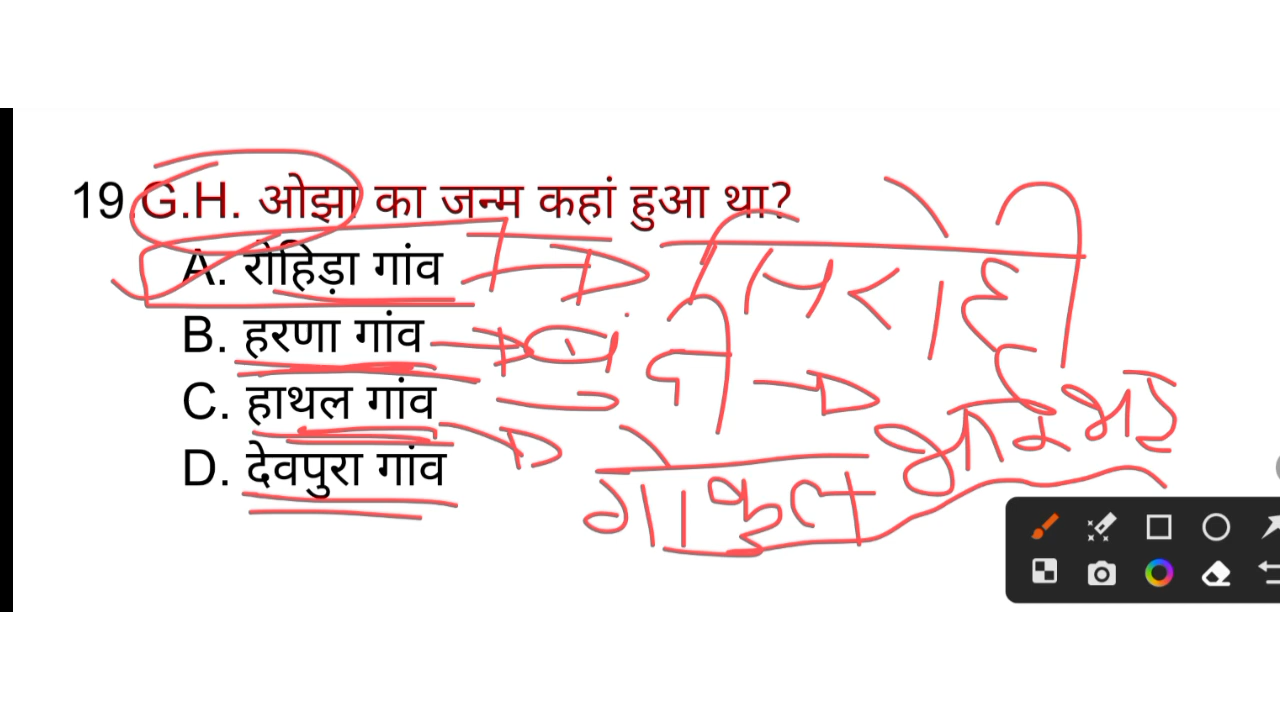 19.G.H. ओझा का जन्म कहां हुआ था?
A. रोहिड़ा गांव
सिरोही
B. हरणा गांव
C. हाथल गांव
D. देवपुरा गांव